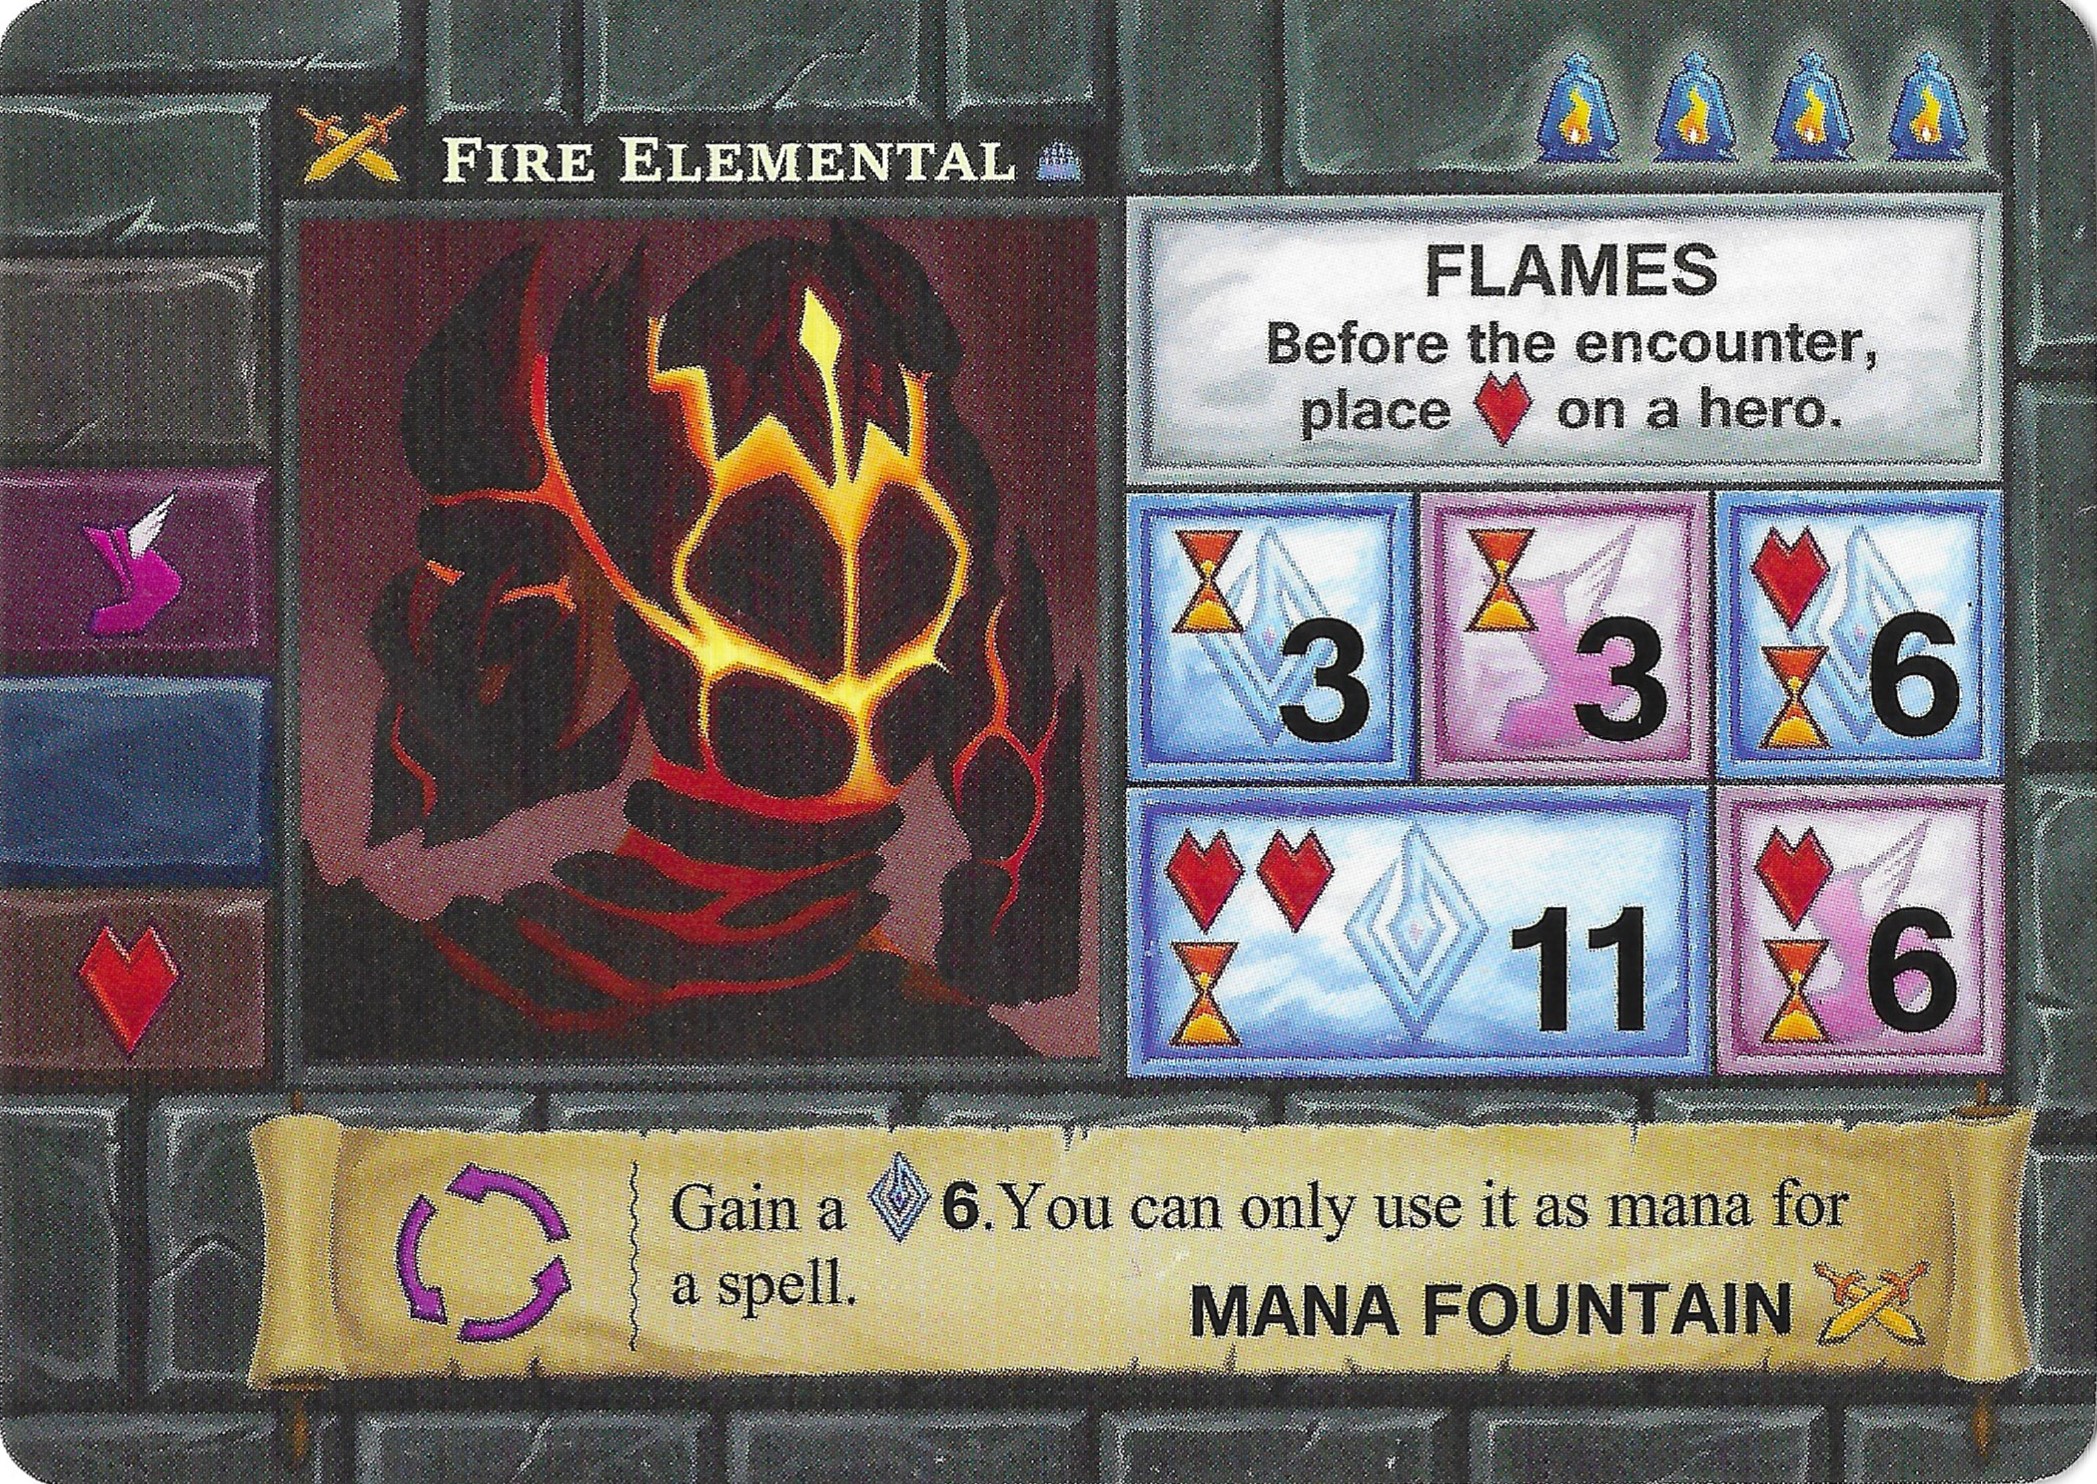 FIRE ELEMENTAL
FLAMES
Before the encounter,
place on a hero.
3
3
6
11
6
Gain a 6.You can only use it as mana for
a spell.
MANA FOUNTAIN